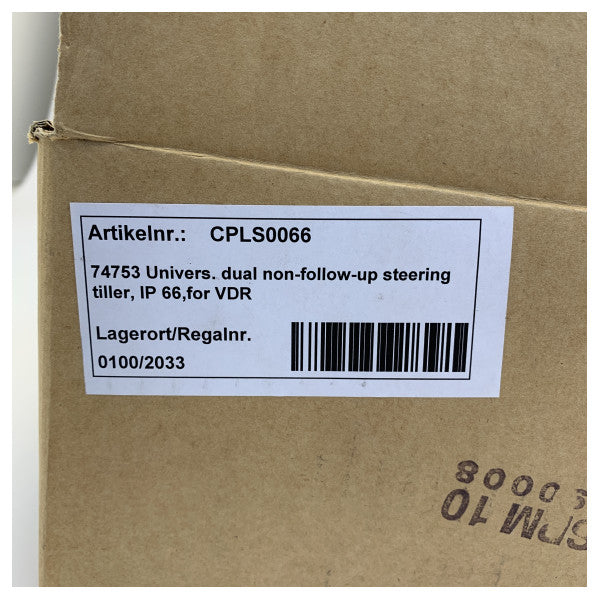 Artikelnr.: CPLS0066
74753 Univers. dual non-follow-up steering
tiller, IP 66,for VDR
Lagerort/Regalnr.
0100/2033